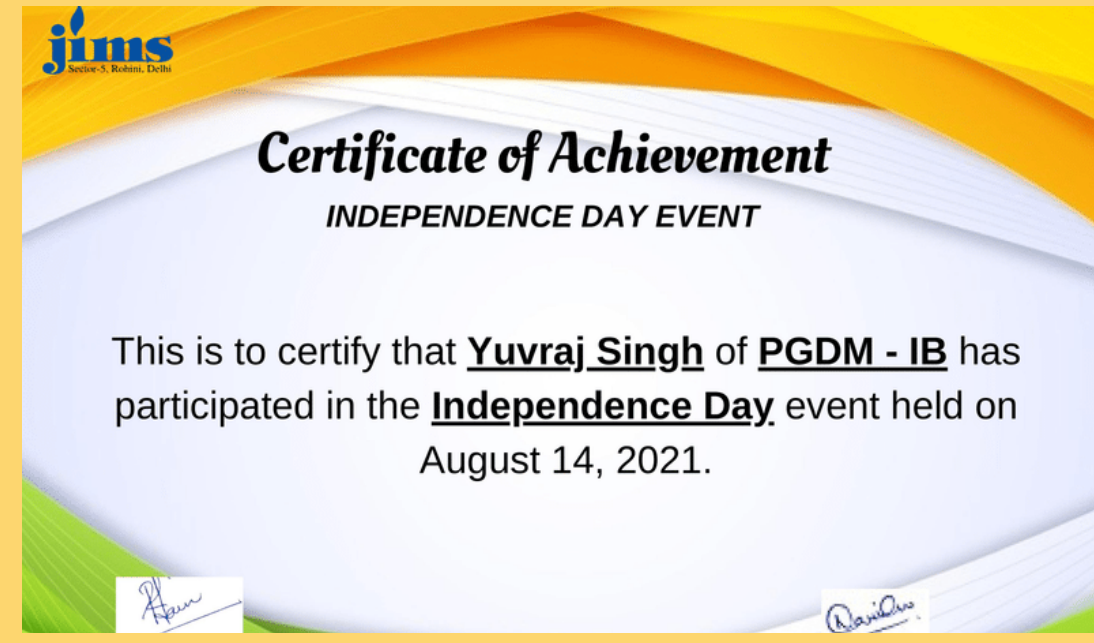 jims
Sector-5, Rohini, Delhi
Certificate of Achievement
INDEPENDENCE DAY EVENT
This is to certify that Yuvraj Singh of PGDM - IB has
participated in the Independence Day event held on
August 14, 2021.